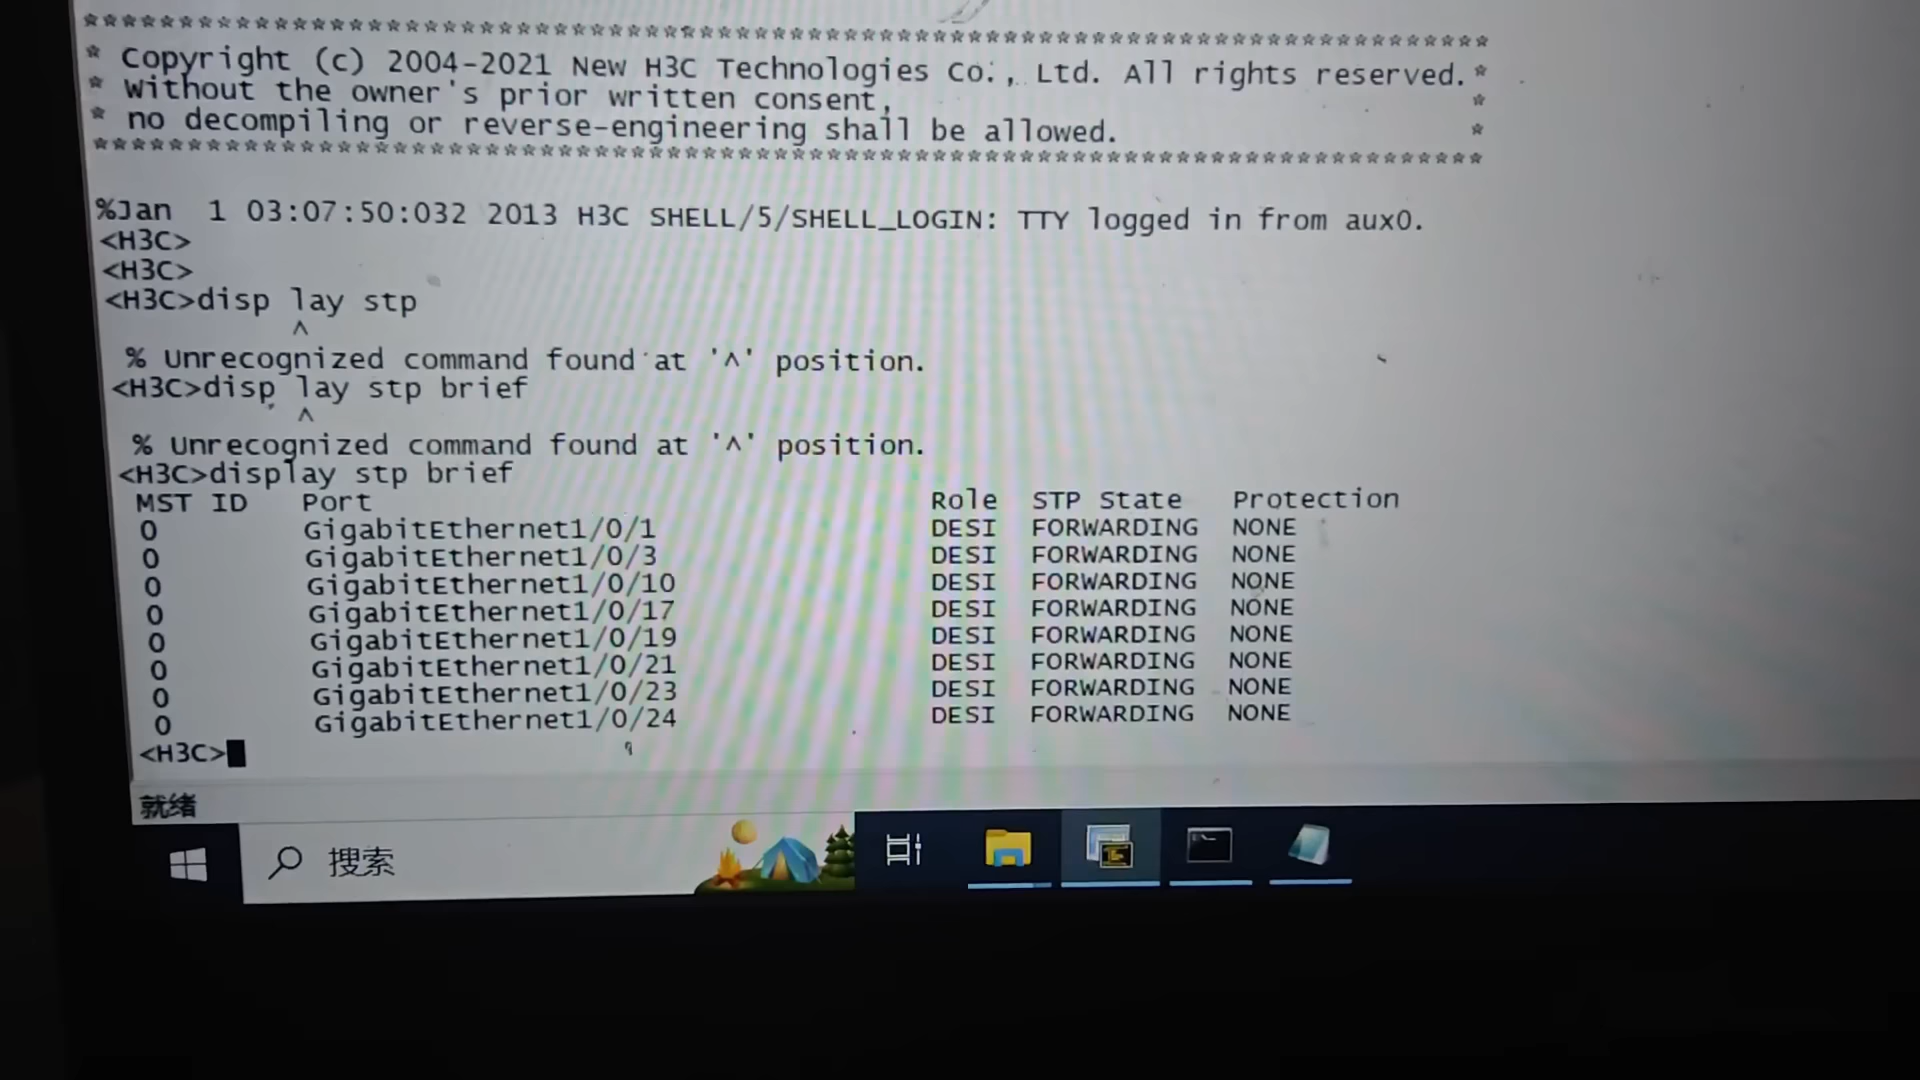 ****************************************************************************
* Copyright (c) 2004-2021 New H3C Technologies Co., Ltd. All rights reserved.*
* Without the owner's prior written consent, *
* no decompiling or reverse-engineering shall be allowed. *
****************************************************************************
%Jan 1 03:07:50:032 2013 H3C SHELL/5/SHELL_LOGIN: TTY logged in from aux0.
<H3C>
<H3C>
<H3C>disp lay stp
^
% Unrecognized command found at '^' position.
<H3C>disp lay stp brief
^
% Unrecognized command found at '^' position.
<H3C>display stp brief
MST ID Port Role STP State Protection
0 GigabitEthernet1/0/1 DESI FORWARDING NONE
0 GigabitEthernet1/0/3 DESI FORWARDING NONE
0 GigabitEthernet1/0/10 DESI FORWARDING NONE
0 GigabitEthernet1/0/17 DESI FORWARDING NONE
0 GigabitEthernet1/0/19 DESI FORWARDING NONE
0 GigabitEthernet1/0/21 DESI FORWARDING NONE
0 GigabitEthernet1/0/23 DESI FORWARDING NONE
0 GigabitEthernet1/0/24 DESI FORWARDING NONE
<H3C>
就绪
搜索